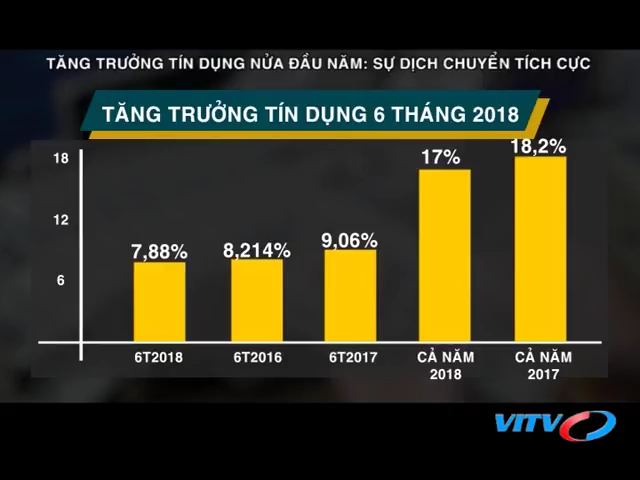 TĂNG TRƯỞNG TÍN DỤNG NỬA ĐẦU NĂM: SỰ DỊCH CHUYỂN TÍCH CỰC
TĂNG TRƯỞNG TÍN DỤNG 6 THÁNG 2018
18
12
6
7,88%
8,214%
9,06%
17%
18,2%
6T2018
6T2016
6T2017
CẢ NĂM
2018
CẢ NĂM
2017
VITV